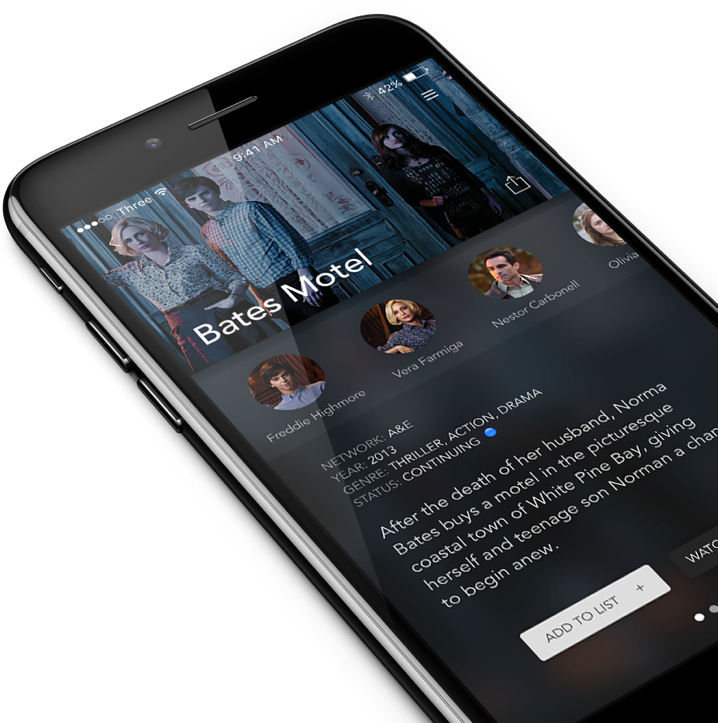 Three
9:41 AM
42%
Bates Motel
Freddie Highmore
Vera Farmiga
Nestor Carbonell
Olivia
NETWORK: A&E
YEAR: 2013
GENRE: THRILLER, ACTION, DRAMA
STATUS: CONTINUING
After the death of her husband, Norma
Bates buys a motel in the picturesque
coastal town of White Pine Bay, giving
herself and teenage son Norman a chan
to begin anew.
ADD TO LIST +
WATC